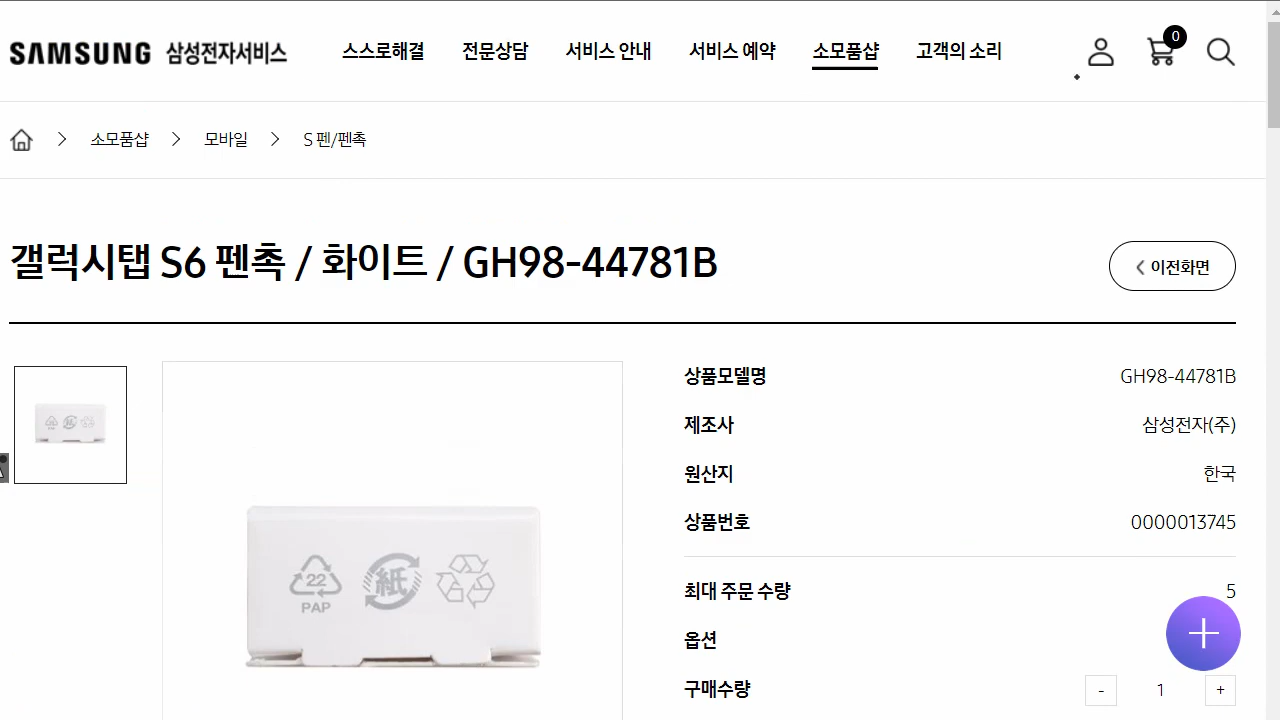 SAMSUNG 삼성전자서비스 스스로해결 전문상담 서비스 안내 서비스 예약 소모품샵 고객의 소리 0
소모품샵 모바일 S 펜/펜촉
갤럭시탭 S6 펜촉 / 화이트 / GH98-44781B
이전화면
상품모델명 GH98-44781B
제조사 삼성전자(주)
원산지 한국
상품번호 0000013745
22 紙
PAP
최대 주문 수량 5
옵션
구매수량 - 1 +